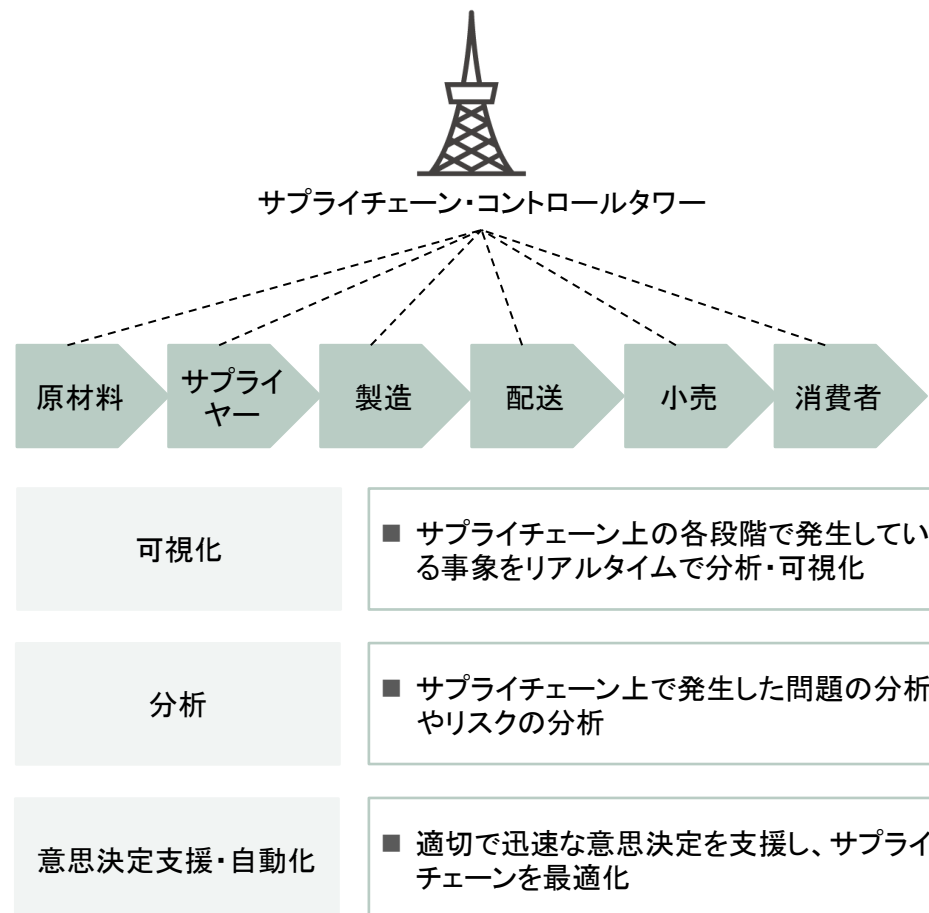 サプライチェーン・コントロールタワー
原材料
サプライ
ヤー
製造
配送
小売
消費者
可視化
■ サプライチェーン上の各段階で発生してい
る事象をリアルタイムで分析・可視化
分析
■ サプライチェーン上で発生した問題の分析
やリスクの分析
意思決定支援・自動化
■ 適切で迅速な意思決定を支援し、サプライ
チェーンを最適化